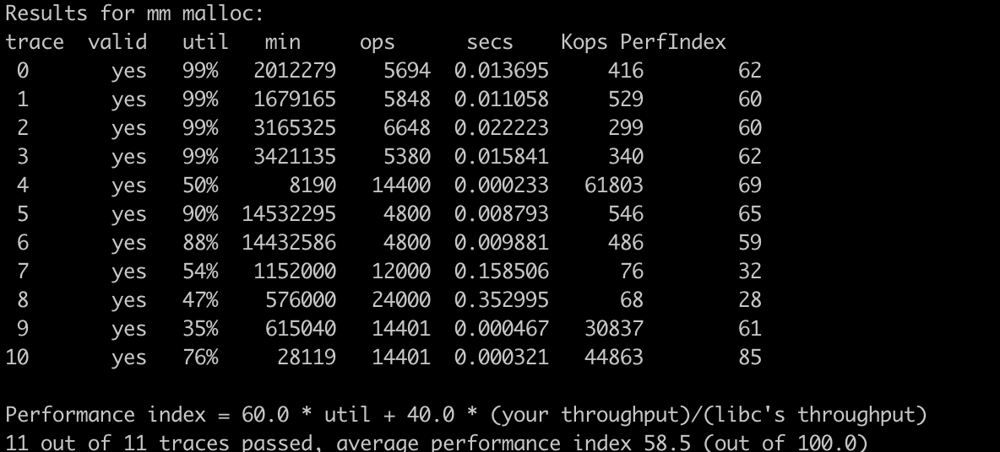 Results for mm malloc:
trace valid util min ops secs Kops PerfIndex
0 yes 99% 2012279 5694 0.013695 416 62
1 yes 99% 1679165 5848 0.011058 529 60
2 yes 99% 3165325 6648 0.022223 299 60
3 yes 99% 3421135 5380 0.015841 340 62
4 yes 50% 8190 14400 0.000233 61803 69
5 yes 90% 14532295 4800 0.008793 546 65
6 yes 88% 14432586 4800 0.009881 486 59
7 yes 54% 1152000 12000 0.158506 76 32
8 yes 47% 576000 24000 0.352995 68 28
9 yes 35% 615040 14401 0.000467 30837 61
10 yes 76% 28119 14401 0.000321 44863 85
Performance index = 60.0 * util + 40.0 * (your throughput)/(libc's throughput)
11 out of 11 traces passed, average performance index 58.5 (out of 100.0)